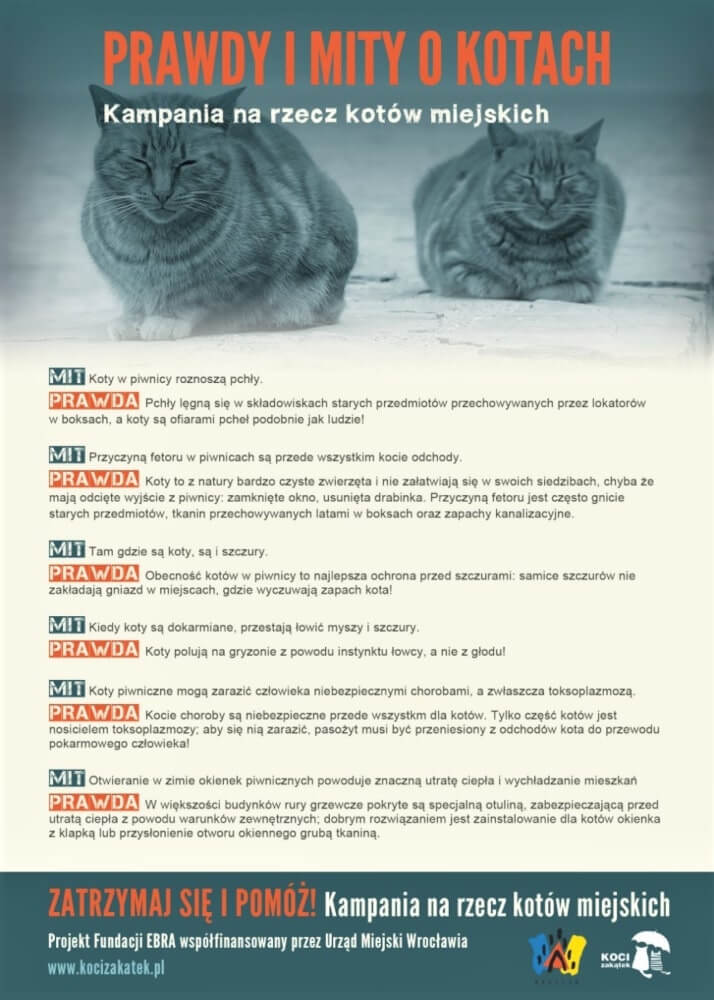 PRAWDY I MITY O KOTACH
Kampania na rzecz kotów miejskich
MIT Koty w piwnicy roznoszą pchły.
PRAWDA Pchły lęgną się w składowiskach starych przedmiotów przechowywanych przez lokatorów
w boksach, a koty są ofiarami pcheł podobnie jak ludzie!
MIT Przyczyną fetoru w piwnicach są przede wszystkim kocie odchody.
PRAWDA Koty to z natury bardzo czyste zwierzęta i nie załatwiają się w swoich siedzibach, chyba że
mają odcięte wyjście z piwnicy: zamknięte okno, usunięta drabinka. Przyczyną fetoru jest często gnicie
starych przedmiotów, tkanin przechowywanych latami w boksach oraz zapachy kanalizacyjne.
MIT Tam gdzie są koty, są i szczury.
PRAWDA Obecność kotów w piwnicy to najlepsza ochrona przed szczurami: samice szczurów nie
zakładają gniazd w miejscach, gdzie wyczuwają zapach kota!
MIT Kiedy koty są dokarmiane, przestają łowić myszy i szczury.
PRAWDA Koty polują na gryzonie z powodu instynktu łowcy, a nie z głodu!
MIT Koty piwniczne mogą zarazić człowieka niebezpiecznymi chorobami, a zwłaszcza toksoplazmozą.
PRAWDA Kocie choroby są niebezpieczne przede wszystkm dla kotów. Tylko część kotów jest
nosicielem toksoplazmozy; aby się nią zarazić, pasożyt musi być przeniesiony z odchodów kota do przewodu
pokarmowego człowieka!
MIT Otwieranie w zimie okienek piwnicznych powoduje znaczną utratę ciepła i wychładzanie mieszkań
PRAWDA W większości budynków rury grzewcze pokryte są specjalną otuliną, zabezpieczającą przed
utratą ciepła z powodu warunków zewnętrznych; dobrym rozwiązaniem jest zainstalowanie dla kotów okienka
z klapką lub przysłonienie otworu okiennego grubą tkaniną.
ZATRZYMAJ SIĘ I POMÓŻ! Kampania na rzecz kotów miejskich
Projekt Fundacji EBRA współfinansowany przez Urząd Miejski Wrocławia
www.kocizakatek.pl
KOCI
zakątek